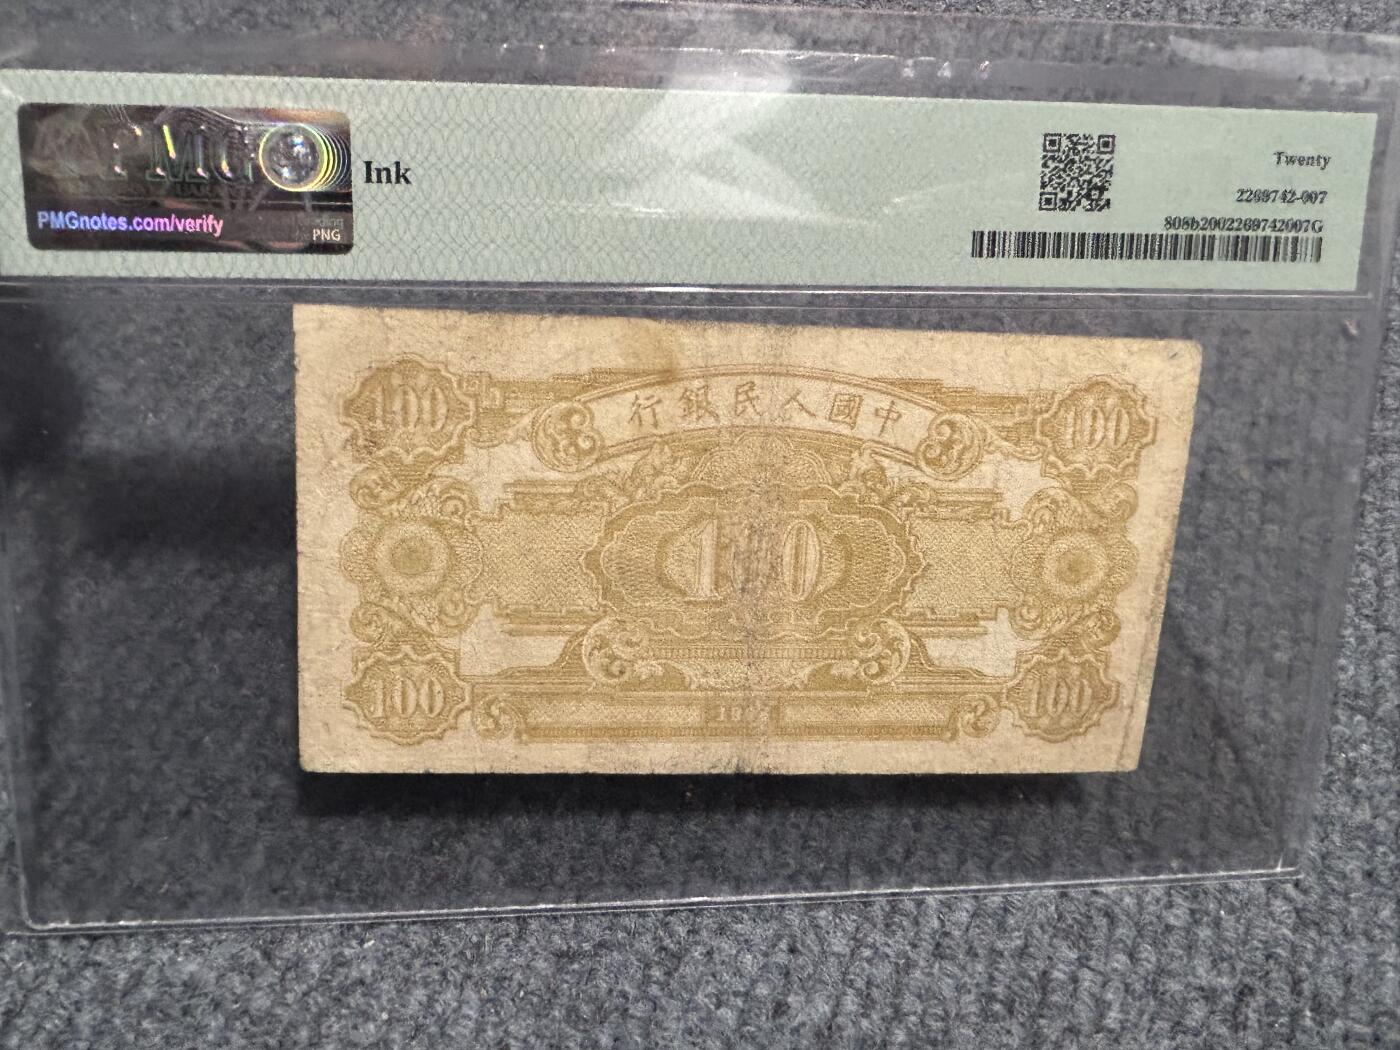 PMG
PMGnotes.com/verify
PNG
Ink
Twenty
2269742-007
808b2002269742007G
行銀民人國中
100
100
100
100
100